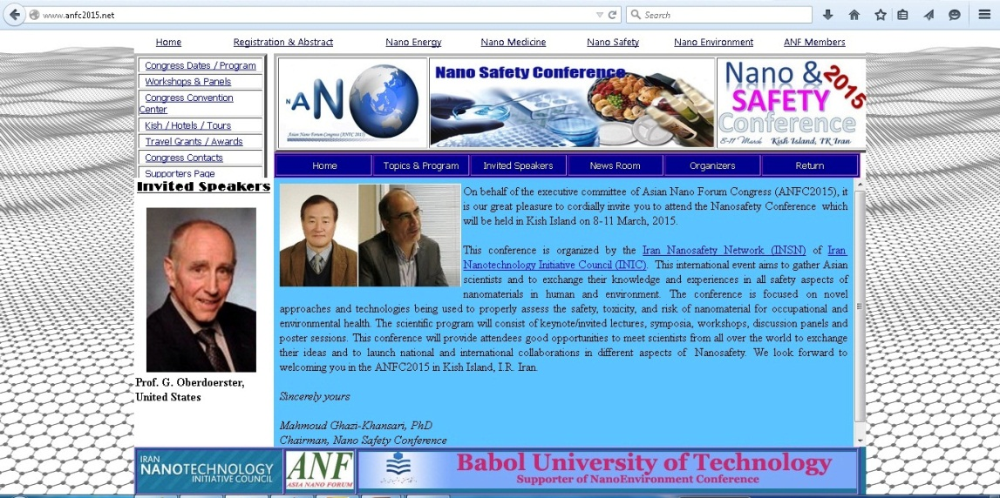 www.anfc2015.net
Search
Home Registration & Abstract Nano Energy Nano Medicine Nano Safety Nano Environment ANF Members
Congress Dates / Program
Workshops & Panels
Congress Convention
Center
Kish / Hotels / Tours
Travel Grants / Awards
Congress Contacts
Supporters Page
NANO
Asian Nano Forum Congress (ANFC 2015)
Nano Safety Conference
Nano &
2015
SAFETY
Conference
8-11 March Kish Island, IR Iran
Home Topics & Program Invited Speakers News Room Organizers Return
Invited Speakers
Prof. G. Oberdoerster,
United States
On behalf of the executive committee of Asian Nano Forum Congress (ANFC2015), it
is our great pleasure to cordially invite you to attend the Nanosafety Conference which
will be held in Kish Island on 8-11 March, 2015.
This conference is organized by the Iran Nanosafety Network (INSN) of Iran
Nanotechnology Initiative Council (INIC). This international event aims to gather Asian
scientists and to exchange their knowledge and experiences in all safety aspects of
nanomaterials in human and environment. The conference is focused on novel
approaches and technologies being used to properly assess the safety, toxicity, and risk of nanomaterial for occupational and
environmental health. The scientific program will consist of keynote/invited lectures, symposia, workshops, discussion panels and
poster sessions. This conference will provide attendees good opportunities to meet scientists from all over the world to exchange
their ideas and to launch national and international collaborations in different aspects of Nanosafety. We look forward to
welcoming you in the ANFC2015 in Kish Island, I.R. Iran.
Sincerely yours
Mahmoud Ghazi-Khansari, PhD
Chairman, Nano Safety Conference
IRAN
NANOTECHNOLOGY
INITIATIVE COUNCIL
ANF
ASIA NANO FORUM
Babol University of Technology
Supporter of NanoEnvironment Conference